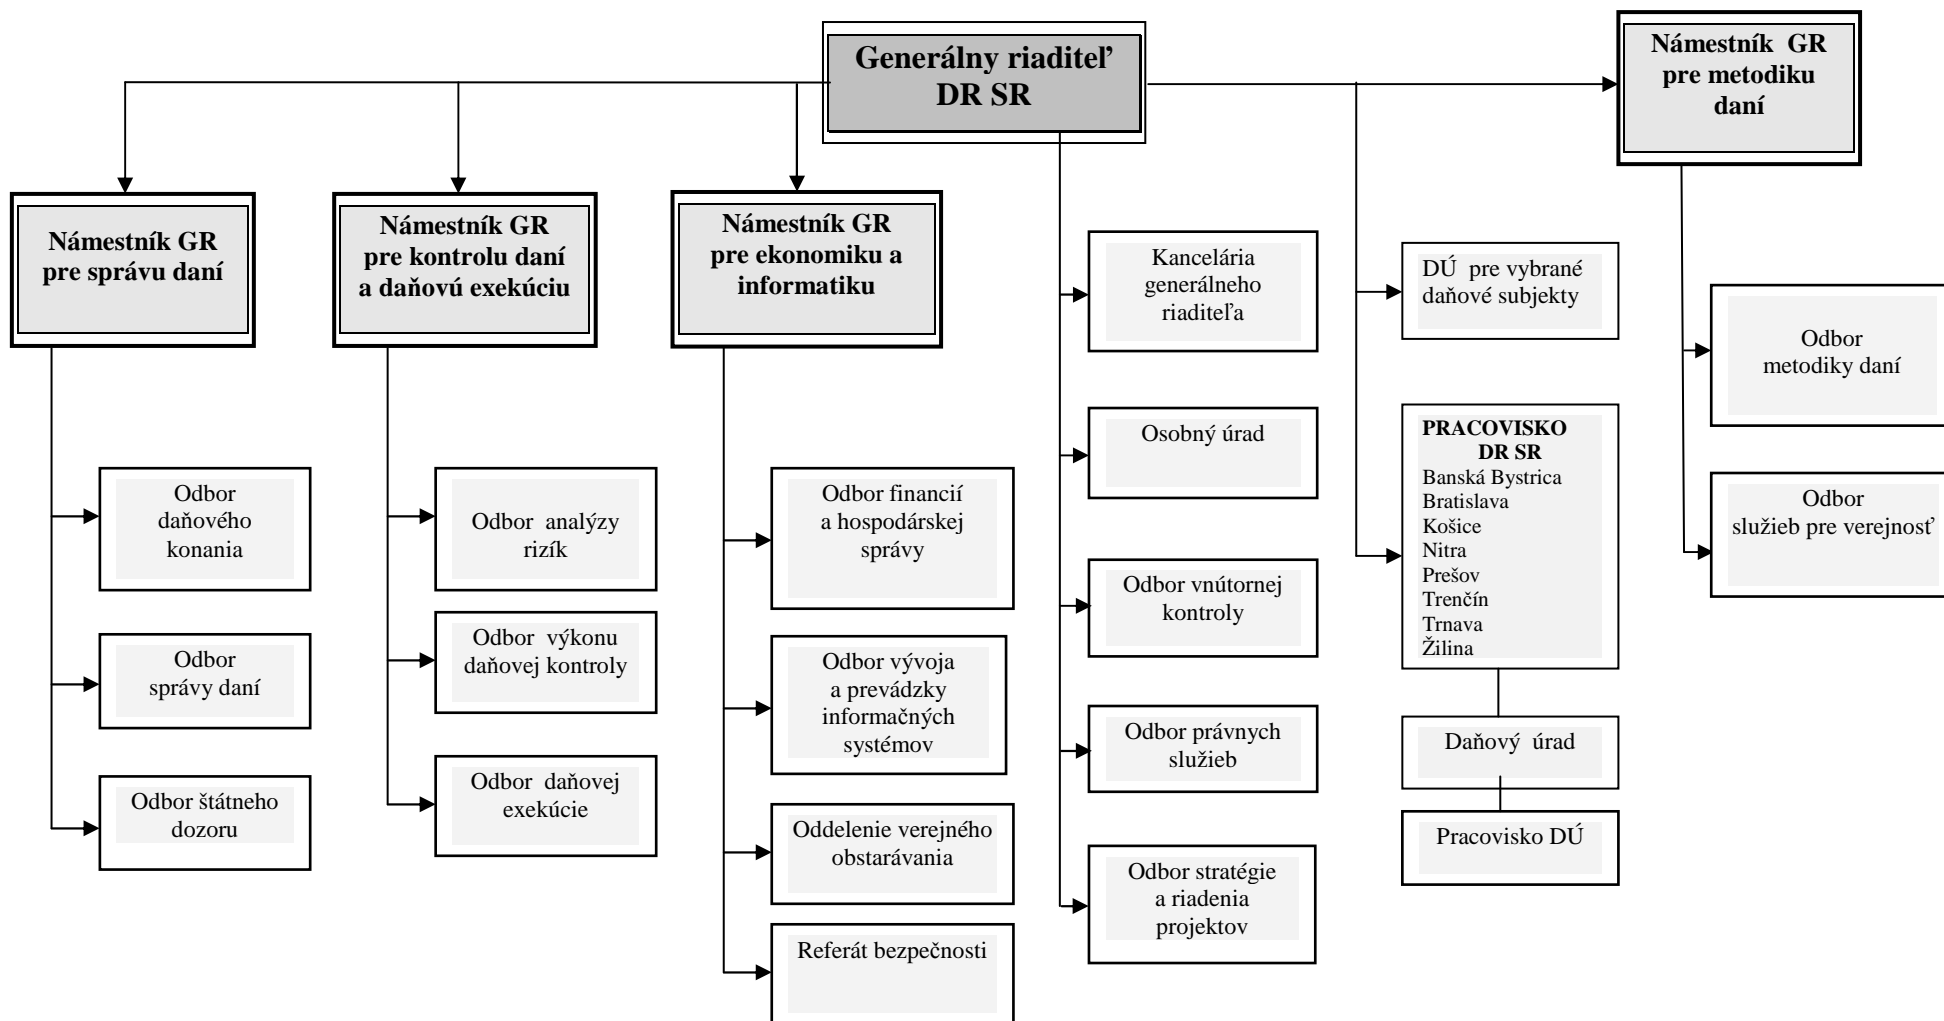 Generálny riaditeľ
DR SR
Námestník GR
pre metodiku
daní
Námestník GR
pre správu daní
Námestník GR
pre kontrolu daní
a daňovú exekúciu
Námestník GR
pre ekonomiku a
informatiku
Odbor
daňového
konania
Odbor
správy daní
Odbor štátneho
dozoru
Odbor analýzy
rizík
Odbor výkonu
daňovej kontroly
Odbor daňovej
exekúcie
Odbor financií
a hospodárskej
správy
Odbor vývoja
a prevádzky
informačných
systémov
Oddelenie verejného
obstarávania
Referát bezpečnosti
Kancelária
generálneho
riaditeľa
Osobný úrad
Odbor vnútornej
kontroly
Odbor právnych
služieb
Odbor stratégie
a riadenia
projektov
DÚ pre vybrané
daňové subjekty
PRACOVISKO
DR SR
Banská Bystrica
Bratislava
Košice
Nitra
Prešov
Trenčín
Trnava
Žilina
Daňový úrad
Pracovisko DÚ
Odbor
metodiky daní
Odbor
služieb pre verejnosť